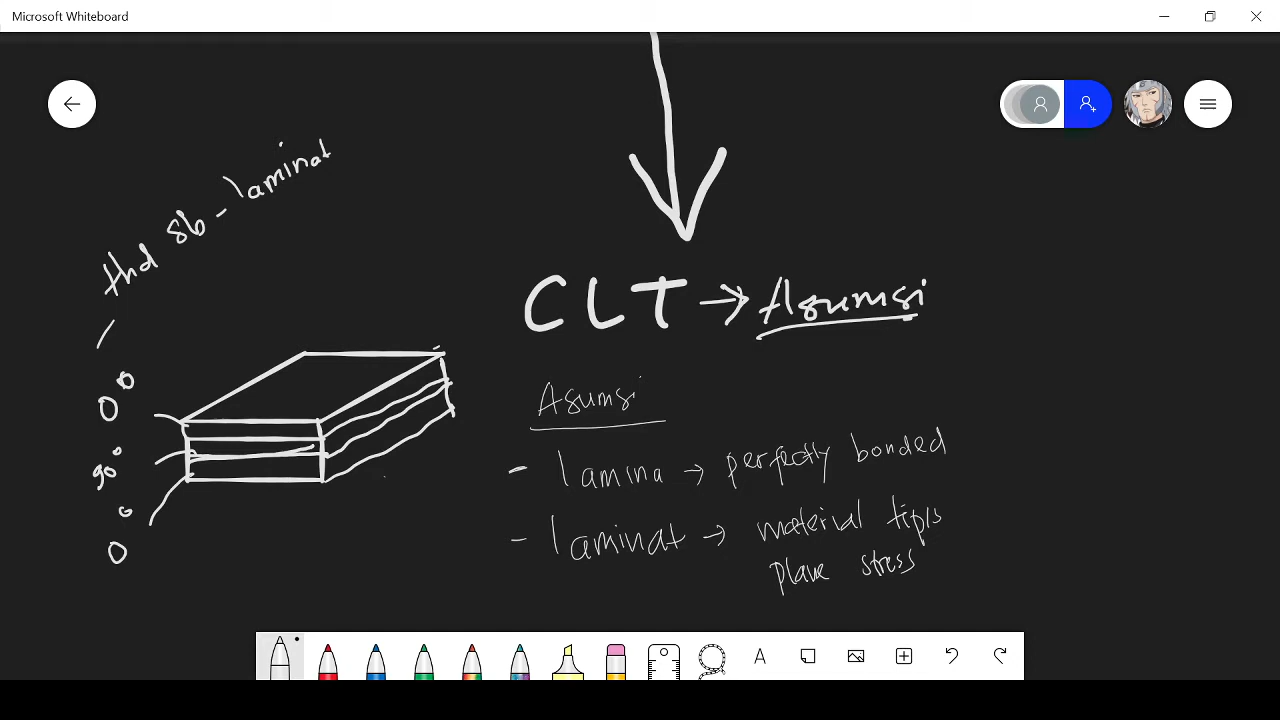 Microsoft Whiteboard
thd sb-laminat
CLT → Asumsi
0°
90°
0°
Asumsi
- lamina → perfectly bonded
- laminat → material tipis
plane stress
A